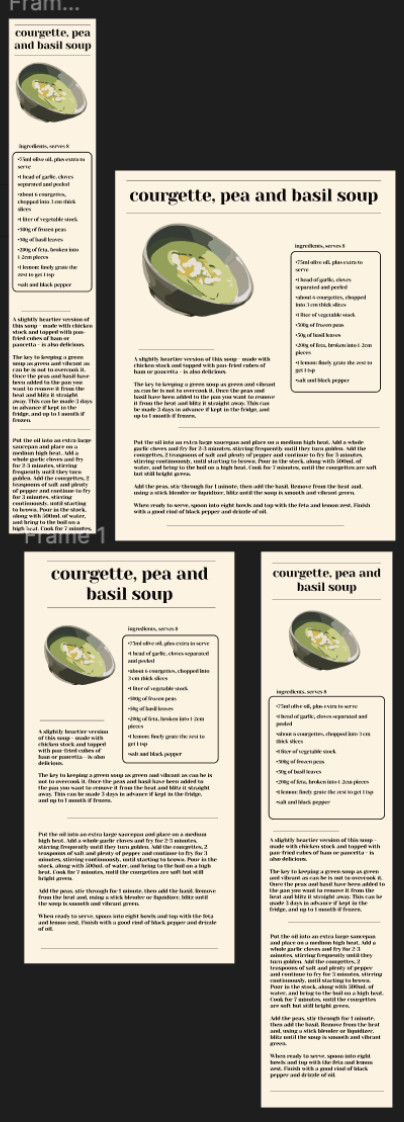 Fram...
courgette, pea
and basil soup
ingredients, serves 8
•75ml olive oil, plus extra to
serve
•1 head of garlic, cloves
separated and peeled
•about 6 courgettes,
chopped into 3 cm thick
slices
•1 liter of vegetable stock
•500g of frozen peas
•50g of basil leaves
•200g of feta, broken into
1-2cm pieces
•1 lemon: finely grate the
rest to get 1 tsp
•salt and black pepper
A slightly heartier version of
this soup - made with chicken
stock and topped with pan-
fried cubes of ham or
pancetta - is also delicious.
The key to keeping a green
soup as green and vibrant as
can be is not to overcook it.
Once the peas and basil have
been added to the pan you
want to remove it from the
heat and blitz it straight
away. This can be made 3 days
in advance if kept in the
fridge, and up to 1 month if
frozen.
Put the oil into an extra-large
saucepan and place on a
medium high heat. Add a
whole garlic cloves and fry
for 2-3 minutes, stirring
frequently until they turn
golden. Add the courgettes, 2
teaspoons of salt and plenty
of pepper and continue to fry
for 3 minutes, stirring
continuously, until starting
to brown. Pour in the stock,
along with 500ml of water,
and bring to the boil on a
high heat. Cook for 7 minutes,
courgette, pea and basil soup
ingredients, serves 8
•75ml olive oil, plus extra to
serve
•1 head of garlic, cloves
separated and peeled
•about 6 courgettes, chopped
into 3 cm thick slices
•1 liter of vegetable stock
•500g of frozen peas
•50g of basil leaves
•200g of feta, broken into 1-2cm
pieces
•1 lemon: finely grate the zest to
get 1 tsp
•salt and black pepper
A slightly heartier version of this soup - made with
chicken stock and topped with pan-fried cubes of
ham or pancetta - is also delicious.
The key to keeping a green soup as green and vibrant
as can be is not to overcook it. Once the peas and
basil have been added to the pan you want to remove
it from the heat and blitz it straight away. This can
be made 3 days in advance if kept in the fridge, and
up to 1 month if frozen.
Put the oil into an extra-large saucepan and place on a medium high heat. Add a whole
garlic cloves and fry for 2-3 minutes, stirring frequently until they turn golden. Add the
courgettes, 2 teaspoons of salt and plenty of pepper and continue to fry for 3 minutes,
stirring continuously, until starting to brown. Pour in the stock, along with 500ml of
water, and bring to the boil on a high heat. Cook for 7 minutes, until the courgettes are soft
but still bright green.
Add the peas, stir through for 1 minute, then add the basil. Remove from the heat and,
using a stick blender or liquidizer, blitz until the soup is smooth and vibrant green.
When ready to serve, spoon into eight bowls and top with the feta and lemon zest. Finish
with a good rind of black pepper and drizzle of oil.
Frame 1
courgette, pea and
basil soup
ingredients, serves 8
•75ml olive oil, plus extra to serve
•1 head of garlic, cloves separated
and peeled
•about 6 courgettes, chopped into
3 cm thick slices
•1 liter of vegetable stock
•500g of frozen peas
•50g of basil leaves
•200g of feta, broken into 1-2cm
pieces
•1 lemon: finely grate the zest to
get 1 tsp
•salt and black pepper
A slightly heartier version
of this soup - made with
chicken stock and topped
with pan-fried cubes of
ham or pancetta - is also
delicious.
The key to keeping a green soup as green and vibrant as can be is
not to overcook it. Once the peas and basil have been added to
the pan you want to remove it from the heat and blitz it straight
away. This can be made 3 days in advance if kept in the fridge,
and up to 1 month if frozen.
Put the oil into an extra-large saucepan and place on a medium
high heat. Add a whole garlic cloves and fry for 2-3 minutes,
stirring frequently until they turn golden. Add the courgettes, 2
teaspoons of salt and plenty of pepper and continue to fry for 3
minutes, stirring continuously, until starting to brown. Pour in the
stock, along with 500ml of water, and bring to the boil on a high
heat. Cook for 7 minutes, until the courgettes are soft but still
bright green.
Add the peas, stir through for 1 minute, then add the basil. Remove
from the heat and, using a stick blender or liquidizer, blitz until
the soup is smooth and vibrant green.
When ready to serve, spoon into eight bowls and top with the feta
and lemon zest. Finish with a good rind of black pepper and drizzle
of oil.
courgette, pea and
basil soup
ingredients, serves 8
•75ml olive oil, plus extra to serve
•1 head of garlic, cloves separated and
peeled
•about 6 courgettes, chopped into 3 cm
thick slices
•1 liter of vegetable stock
•500g of frozen peas
•50g of basil leaves
•200g of feta, broken into 1-2cm pieces
•1 lemon: finely grate the zest to get 1 tsp
•salt and black pepper
A slightly heartier version of this soup -
made with chicken stock and topped
with pan-fried cubes of ham or pancetta - is
also delicious.
The key to keeping a green soup as green
and vibrant as can be is not to overcook it.
Once the peas and basil have been added to
the pan you want to remove it from the heat
and blitz it straight away. This can be
made 3 days in advance if kept in the fridge,
and up to 1 month if frozen.
Put the oil into an extra-large saucepan
and place on a medium high heat. Add a
whole garlic cloves and fry for 2-3
minutes, stirring frequently until they
turn golden. Add the courgettes, 2
teaspoons of salt and plenty of pepper
and continue to fry for 3 minutes, stirring
continuously, until starting to brown.
Pour in the stock, along with 500ml of
water, and bring to the boil on a high heat.
Cook for 7 minutes, until the courgettes
are soft but still bright green.
Add the peas, stir through for 1 minute,
then add the basil. Remove from the heat
and, using a stick blender or liquidizer,
blitz until the soup is smooth and vibrant
green.
When ready to serve, spoon into eight
bowls and top with the feta and lemon
zest. Finish with a good rind of black
pepper and drizzle of oil.